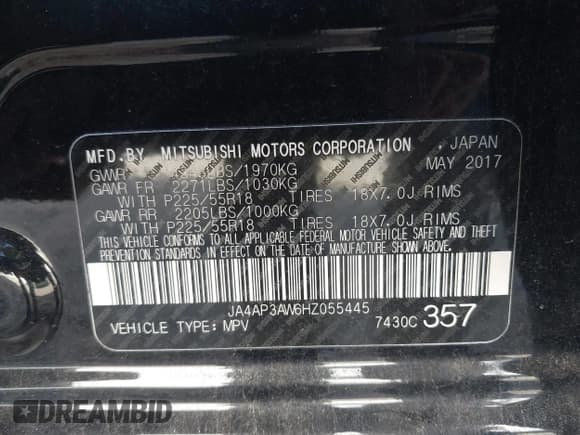 MFD.BY MITSUBISHI MOTORS CORPORATION , JAPAN
GWVR LBS/1970KG MAY 2017
GAWR FR 2271LBS/1030KG
WITH P225/55R18 TIRES 18X7.0J RIMS
GAWR RR 2205LBS/1000KG
WITH P225/55R18 TIRES 18X7.0J RIMS
THIS VEHICLE CONFORMS TO ALL APPLICABLE FEDERAL MOTOR VEHICLE SAFETY
AND THEFT PREVENTION STANDARDS IN EFFECT ON THE DATE OF MANUFACTURE SHOWN ABOVE.
JA4AP3AW6HZ055445
VEHICLE TYPE:MPV 7430C 357
DREAMBID